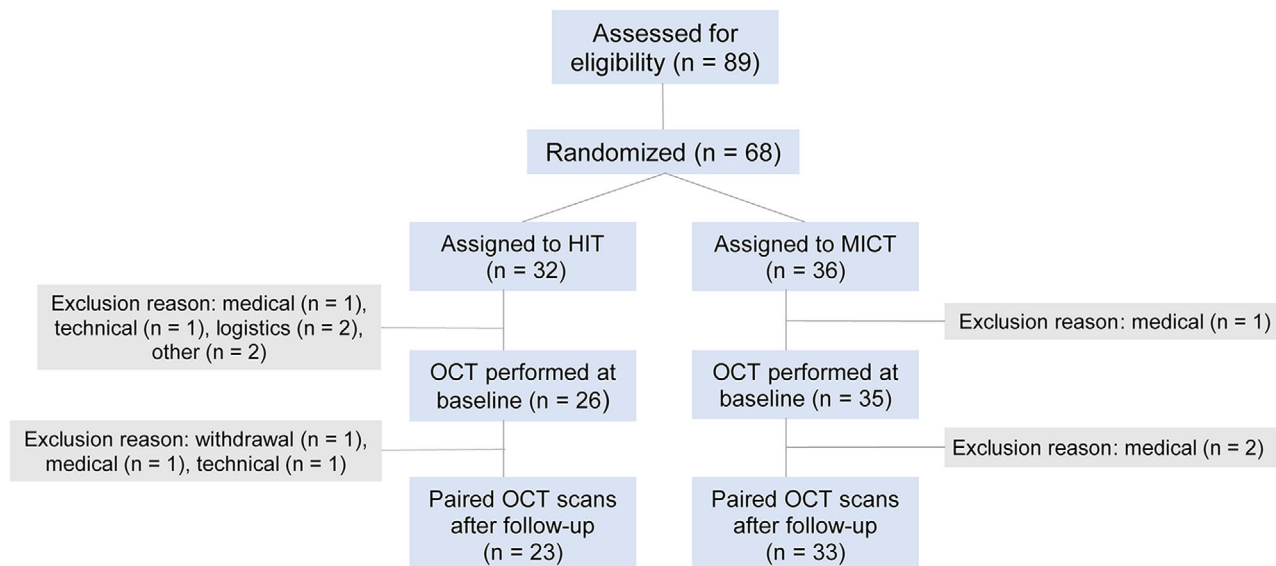 Assessed for
eligibility (n = 89)
Randomized (n = 68)
Assigned to HIT
(n = 32)
Assigned to MICT
(n = 36)
Exclusion reason: medical (n = 1),
technical (n = 1), logistics (n = 2),
other (n = 2)
Exclusion reason: medical (n = 1)
OCT performed at
baseline (n = 26)
OCT performed at
baseline (n = 35)
Exclusion reason: withdrawal (n = 1),
medical (n = 1), technical (n = 1)
Exclusion reason: medical (n = 2)
Paired OCT scans
after follow-up
(n = 23)
Paired OCT scans
after follow-up
(n = 33)